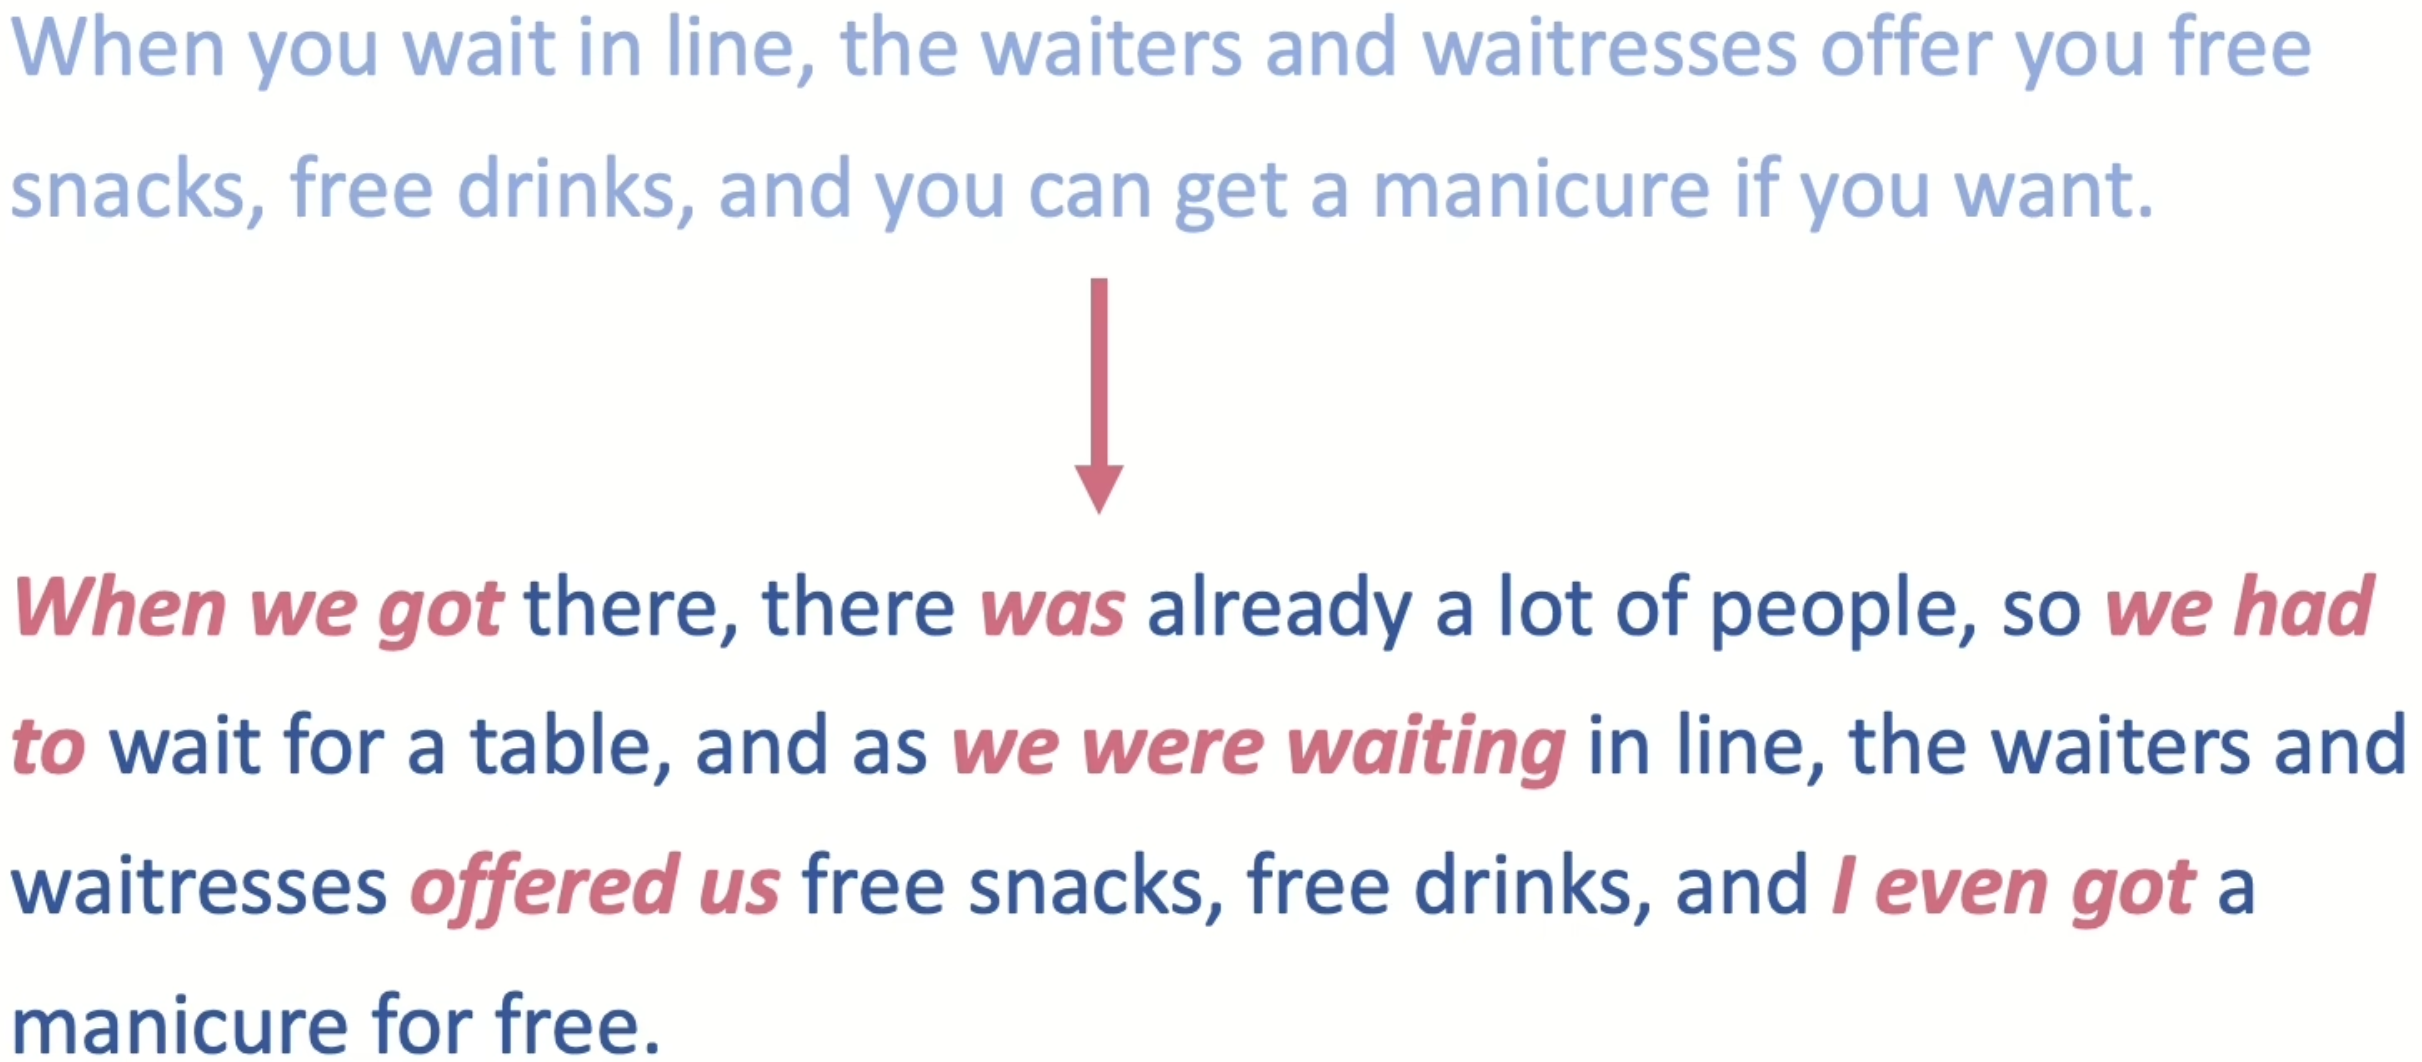 When you wait in line, the waiters and waitresses offer you free
snacks, free drinks, and you can get a manicure if you want.
When we got there, there was already a lot of people, so we had
to wait for a table, and as we were waiting in line, the waiters and
waitresses offered us free snacks, free drinks, and I even got a
manicure for free.